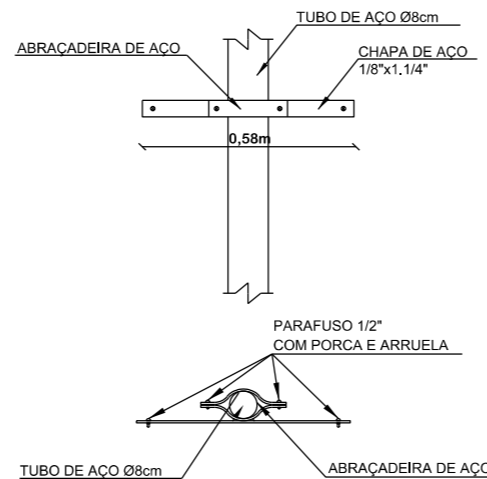 TUBO DE AÇO Ø8cm
ABRAÇADEIRA DE AÇO
CHAPA DE AÇO
1/8"x1.1/4"
0,58m
PARAFUSO 1/2"
COM PORCA E ARRUELA
TUBO DE AÇO Ø8cm
ABRAÇADEIRA DE AÇO